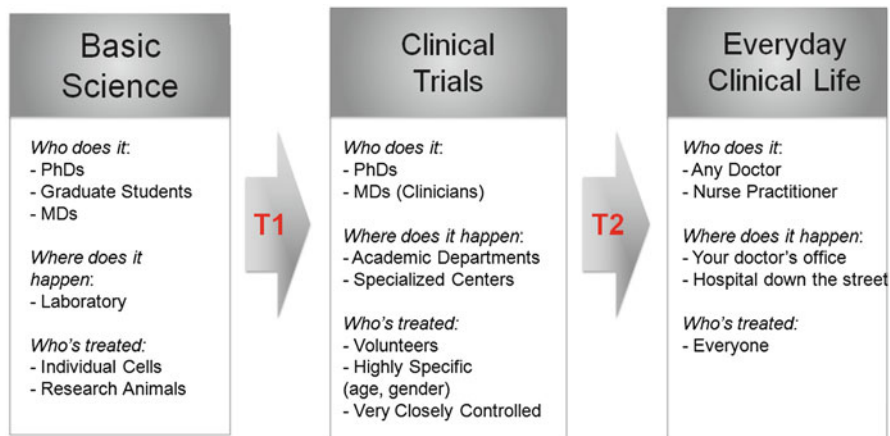 Basic
Science
Who does it:
- PhDs
- Graduate Students
- MDs
Where does it
happen:
- Laboratory
Who's treated:
- Individual Cells
- Research Animals
T1
Clinical
Trials
Who does it:
- PhDs
- MDs (Clinicians)
Where does it happen:
- Academic Departments
- Specialized Centers
Who's treated:
- Volunteers
- Highly Specific
(age, gender)
- Very Closely Controlled
T2
Everyday
Clinical Life
Who does it:
- Any Doctor
- Nurse Practitioner
Where does it happen:
- Your doctor's office
- Hospital down the street
Who's treated:
- Everyone